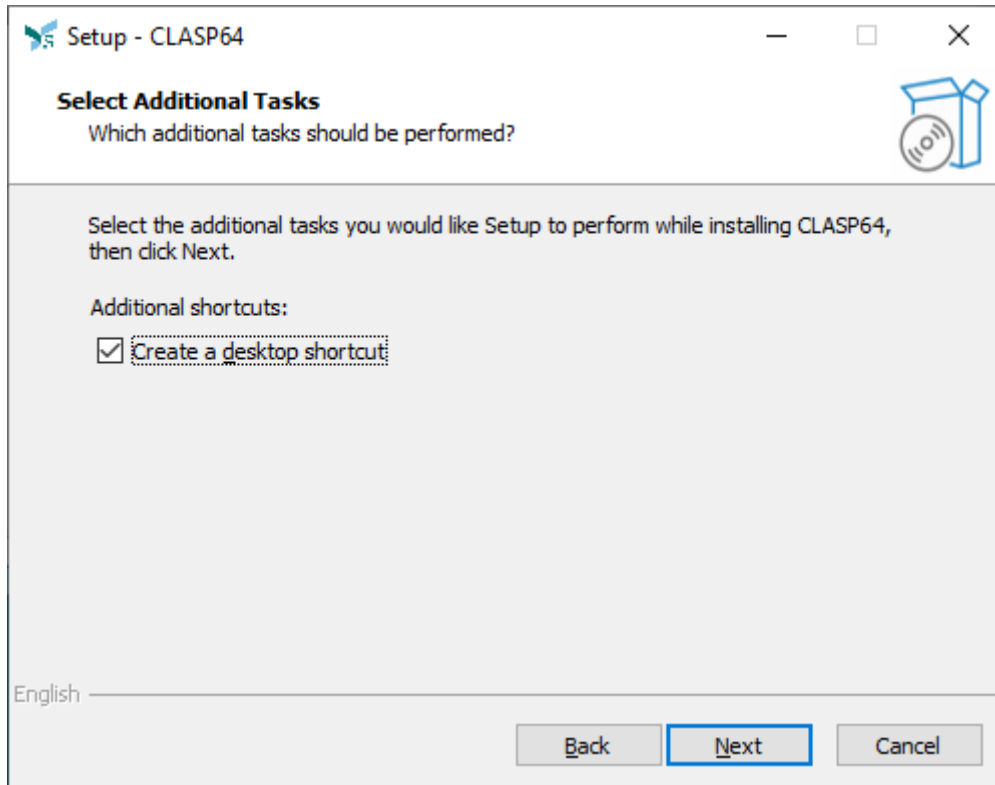 Setup - CLASP64
Select Additional Tasks
Which additional tasks should be performed?
Select the additional tasks you would like Setup to perform while installing CLASP64,
then click Next.
Additional shortcuts:
Create a desktop shortcut
English
Back Next Cancel